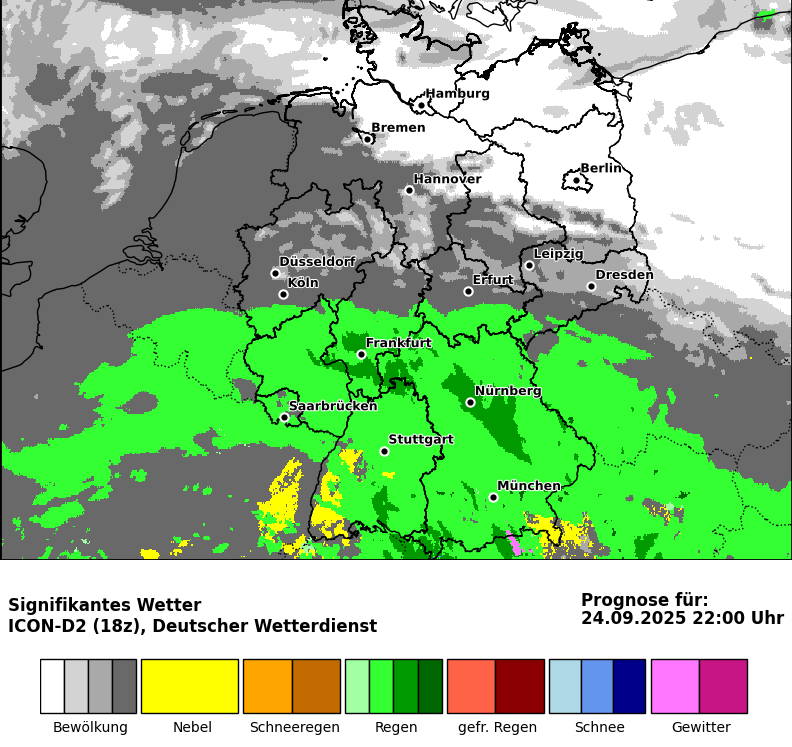 Hamburg
Bremen
Berlin
Hannover
Leipzig
Düsseldorf
Dresden
Erfurt
Köln
Frankfurt
Nürnberg
Saarbrücken
Stuttgart
München
Signifikantes Wetter
ICON-D2 (18z), Deutscher Wetterdienst
Prognose für:
24.09.2025 22:00 Uhr
Bewölkung
Nebel
Schneeregen
Regen
gefr. Regen
Schnee
Gewitter